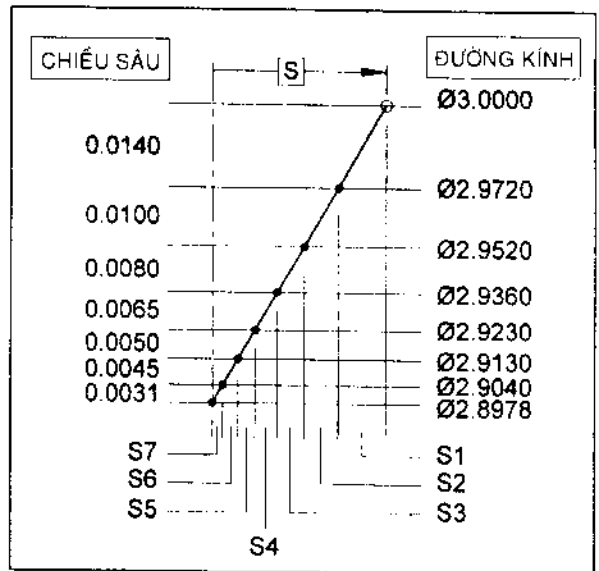 CHIỀU SÂU
S
ĐƯỜNG KÍNH
Ø3.0000
0.0140
Ø2.9720
0.0100
Ø2.9520
0.0080
Ø2.9360
0.0065
Ø2.9230
0.0050
Ø2.9130
0.0045
Ø2.9040
0.0031
Ø2.8978
S7
S1
S6
S2
S5
S3
S4